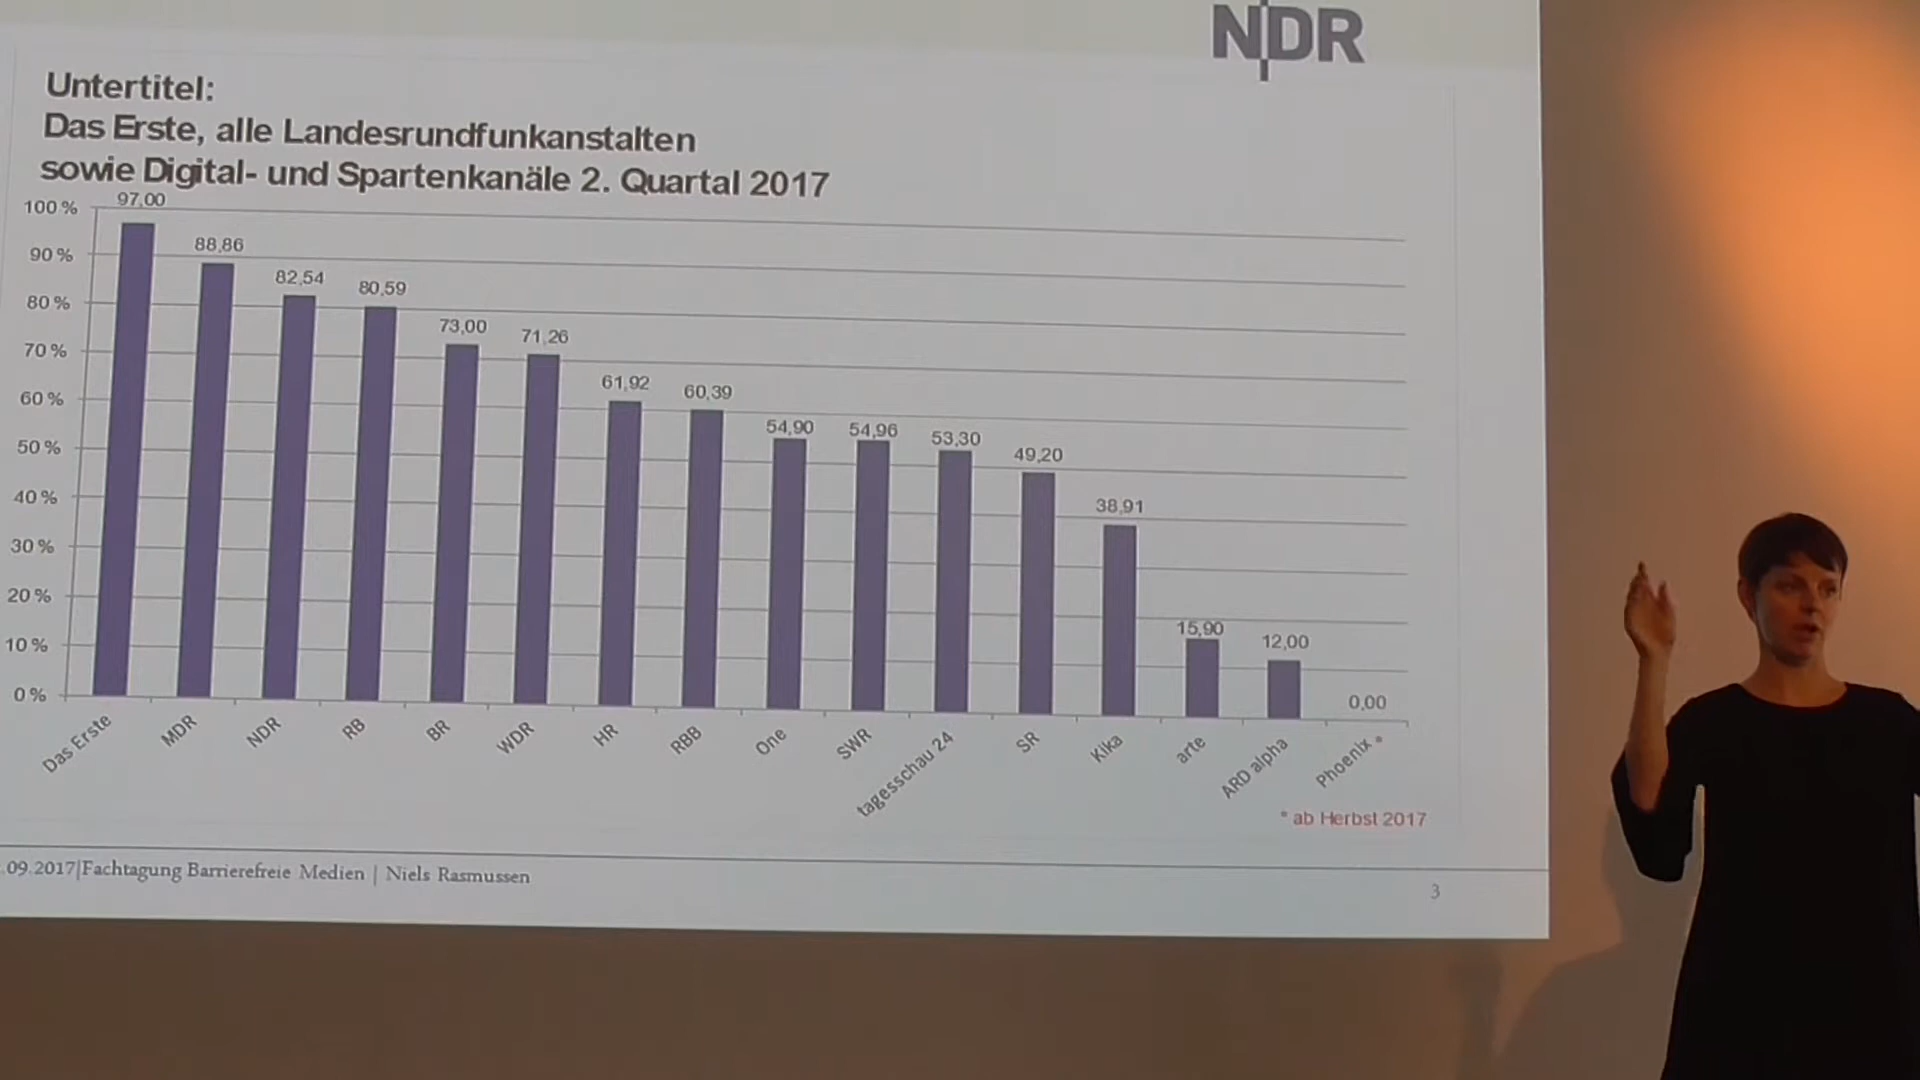 NDR
Untertitel:
Das Erste, alle Landesrundfunkanstalten
sowie Digital- und Spartenkanäle 2. Quartal 2017
100 %
90 %
80 %
70 %
60 %
50 %
40 %
30 %
20 %
10 %
0 %
97,00
88,86
82,54
80,59
73,00
71,26
61,92
60,39
54,90
54,96
53,30
49,20
38,91
15,90
12,00
0,00
Das Erste
MDR
NDR
RB
BR
WDR
HR
RBB
One
SWR
tagesschau 24
SR
Kika
arte
ARD alpha
Phoenix *
* ab Herbst 2017
.09.2017|Fachtagung Barrierefreie Medien | Niels Rasmussen
3